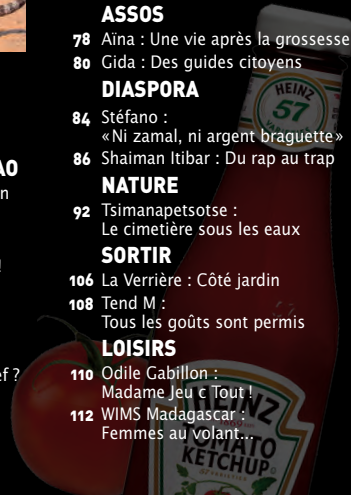 AO
n
!
ef ?
ASSOS
78 Aïna : Une vie après la grossesse
80 Gida : Des guides citoyens
DIASPORA
84 Stéfano :
«Ni zamal, ni argent braguette»
86 Shaiman Itibar : Du rap au trap
NATURE
92 Tsimanapetsotse :
Le cimetière sous les eaux
SORTIR
106 La Verrière : Côté jardin
108 Tend M :
Tous les goûts sont permis
LOISIRS
110 Odile Gabillon :
Madame Jeu c Tout !
112 WIMS Madagascar :
Femmes au volant...
HEINZ
57
VARIETIES
HEINZ
TOMATO
KETCHUP